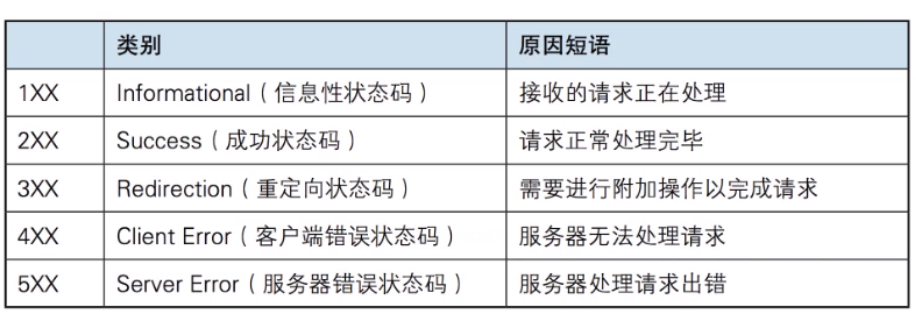 类别 原因短语
1XX Informational（信息性状态码） 接收的请求正在处理
2XX Success（成功状态码） 请求正常处理完毕
3XX Redirection（重定向状态码） 需要进行附加操作以完成请求
4XX Client Error（客户端错误状态码） 服务器无法处理请求
5XX Server Error（服务器错误状态码） 服务器处理请求出错